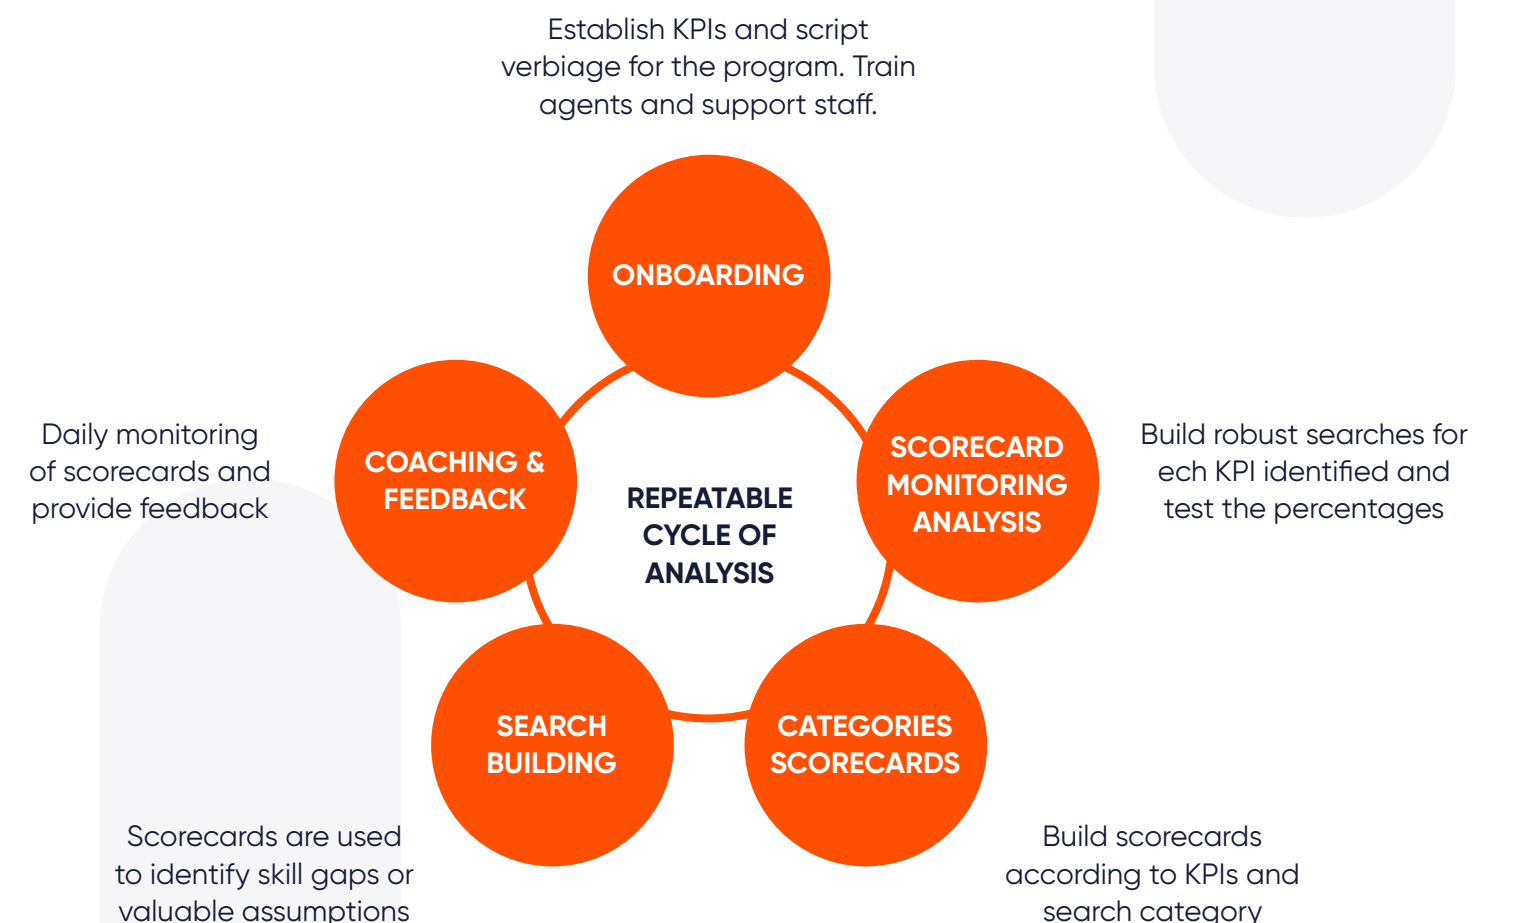 Establish KPIs and script
verbiage for the program. Train
agents and support staff.
ONBOARDING
Daily monitoring
of scorecards and
provide feedback
COACHING &
FEEDBACK
REPEATABLE
CYCLE OF
ANALYSIS
SCORECARD
MONITORING
ANALYSIS
Build robust searches for
ech KPI identified and
test the percentages
SEARCH
BUILDING
CATEGORIES
SCORECARDS
Scorecards are used
to identify skill gaps or
valuable assumptions
Build scorecards
according to KPIs and
search category